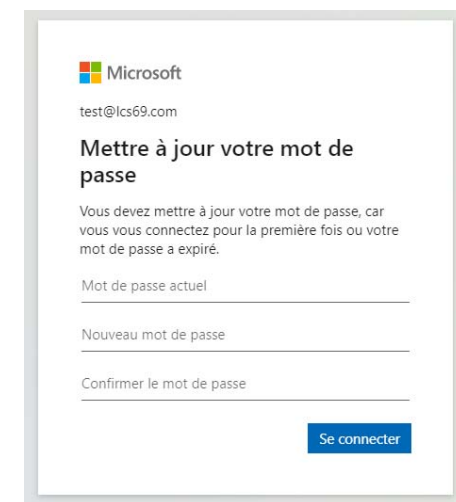 Microsoft
test@lcs69.com
Mettre à jour votre mot de
passe
Vous devez mettre à jour votre mot de passe, car
vous vous connectez pour la première fois ou votre
mot de passe a expiré.
Mot de passe actuel
Nouveau mot de passe
Confirmer le mot de passe
Se connecter